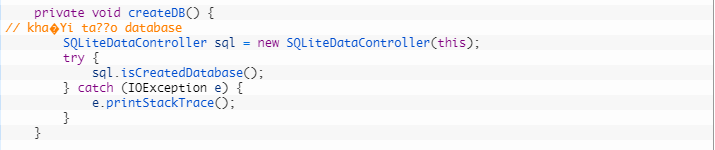 private void createDB() {
// kha�Yi ta??o database
SQLiteDataController sql = new SQLiteDataController(this);
try {
sql.isCreatedDatabase();
} catch (IOException e) {
e.printStackTrace();
}
}